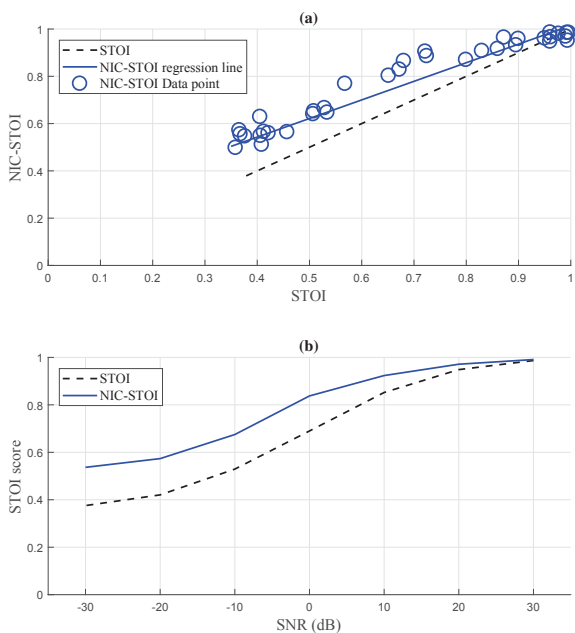 (a)
STOI
NIC-STOI regression line
NIC-STOI Data point
NIC-STOI
1
0.8
0.6
0.4
0.2
0
0 0.1 0.2 0.3 0.4 0.5 0.6 0.7 0.8 0.9 1
STOI
(b)
STOI
NIC-STOI
STOI score
1
0.8
0.6
0.4
0.2
0
-30 -20 -10 0 10 20 30
SNR (dB)